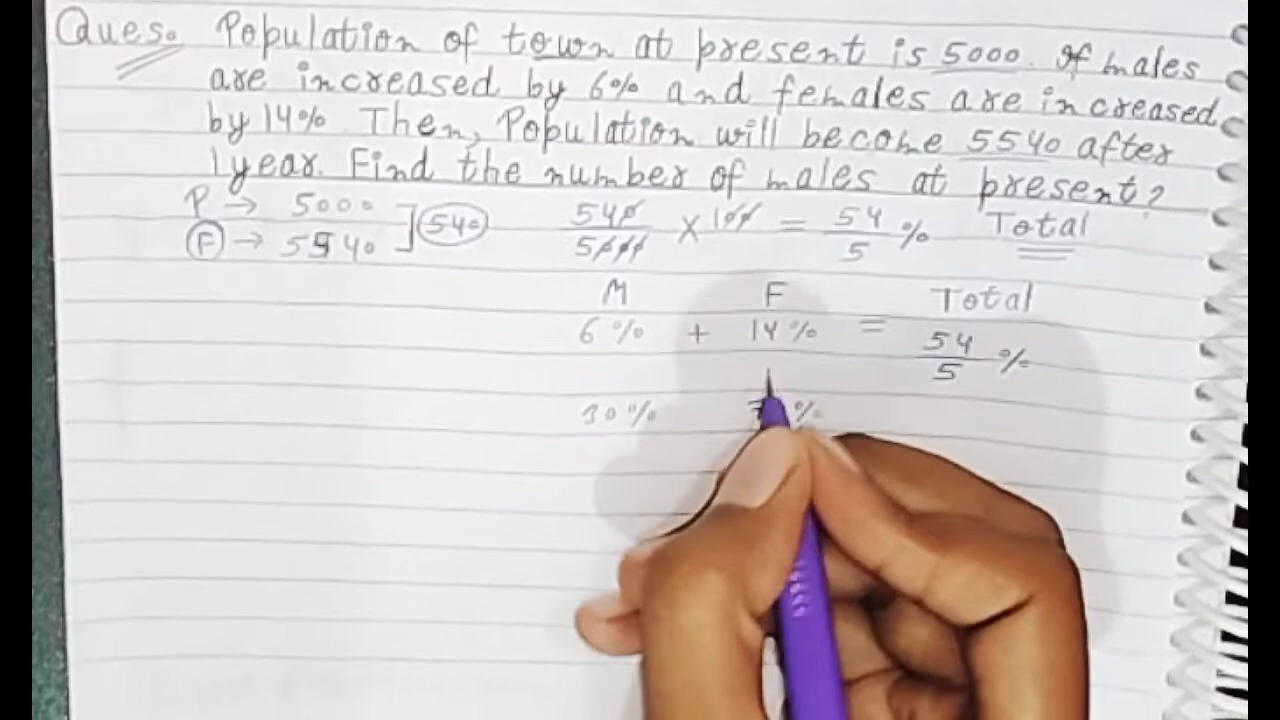 Ques. Population of town at present is 5000. If males
are increased by 6% and females are increased
by 14% Then, Population will become 5540 after
1year. Find the number of males at present?
P → 5000
F → 5540 ] 540 540/5000 × 100 = 54/5 % Total
M F Total
6% + 14% = 54/5 %
30% %